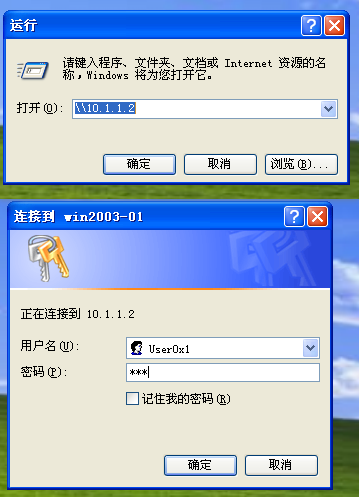 运行
请键入程序、文件夹、文档或 Internet 资源的名
称，Windows 将为您打开它。
打开(O): \\10.1.1.2
确定 取消 浏览(B)...
连接到 win2003-01
正在连接到 10.1.1.2
用户名(U): User0x1
密码(P): ***
记住我的密码(R)
确定 取消